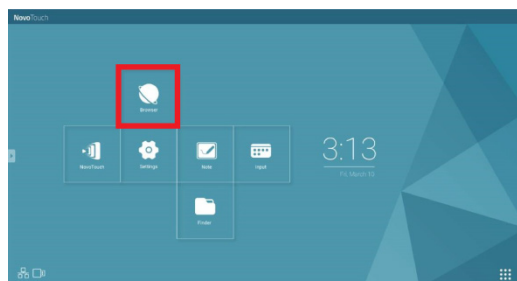 NovoTouch
Browser
NovoTouch
Settings
Note
Input
Finder
3:13
Fri, March 15